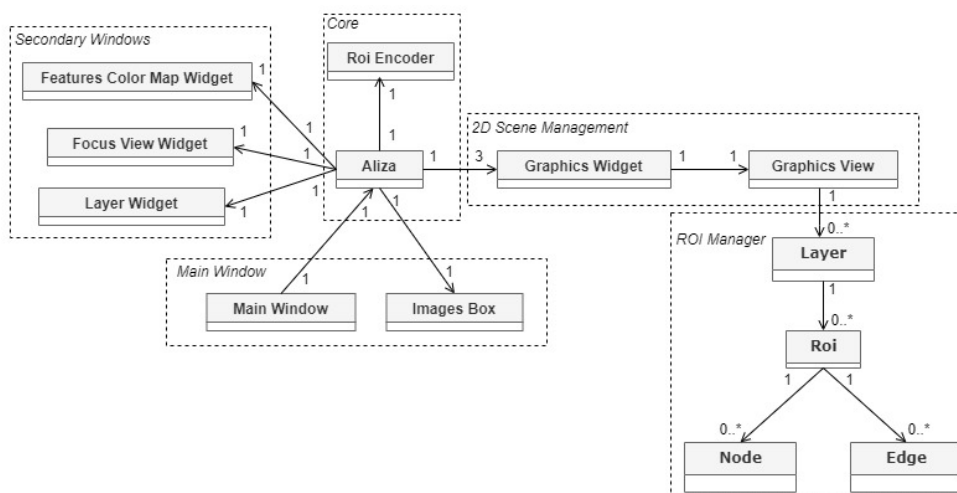 Core
Secondary Windows
Roi Encoder
Features Color Map Widget
1
1
1
2D Scene Management
1
1
Focus View Widget
1
1
Aliza
1
3
Graphics Widget
1
1
Graphics View
Layer Widget
1
1
1
1
1
0..*
ROI Manager
Layer
Main Window
1
1
1
Main Window
Images Box
0..*
Roi
1
1
0..*
0..*
Node
Edge